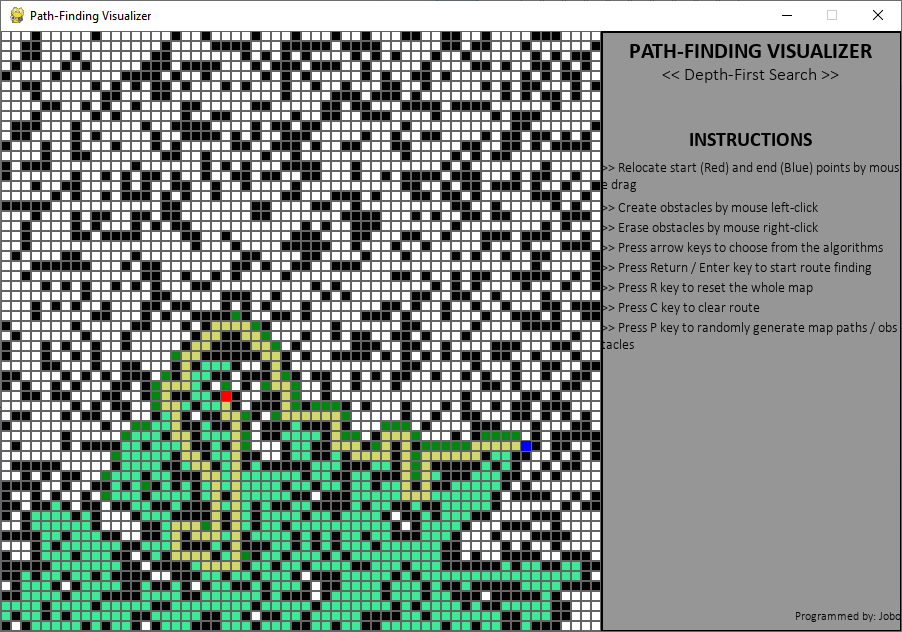 Path-Finding Visualizer
PATH-FINDING VISUALIZER
<< Depth-First Search >>
INSTRUCTIONS
>> Relocate start (Red) and end (Blue) points by mous
e drag
>> Create obstacles by mouse left-click
>> Erase obstacles by mouse right-click
>> Press arrow keys to choose from the algorithms
>> Press Return / Enter key to start route finding
>> Press R key to reset the whole map
>> Press C key to clear route
>> Press P key to randomly generate map paths / obs
tacles
Programmed by: Jobo